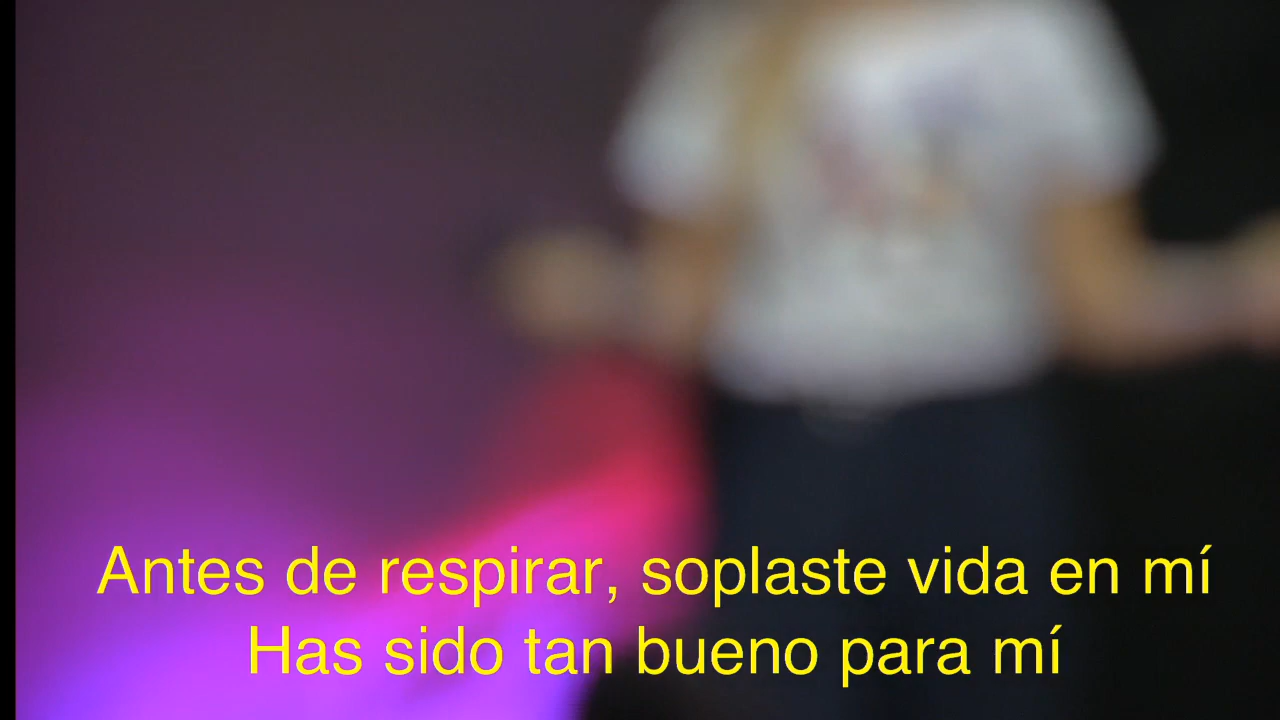 Antes de respirar, soplaste vida en mí
Has sido tan bueno para mí